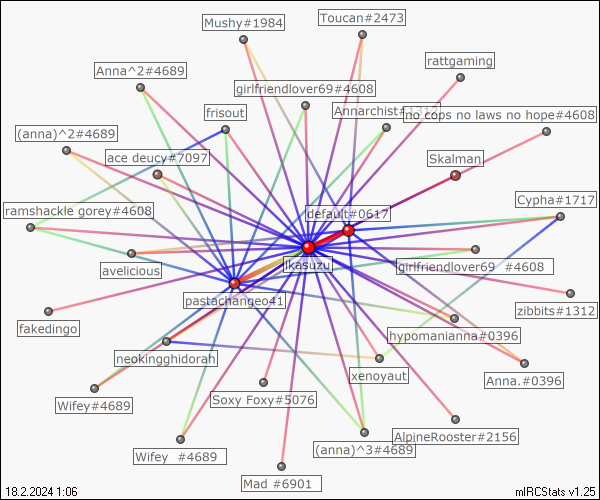 Toucan#2473
Mushy#1984
rattgaming
Anna^2#4689
girlfriendlover69#4608
Annarchist#1312
no cops no laws no hope#4608
frisout
(anna)^2#4689
ace deucy#7097
Skalman
Cypha#1717
ramshackle gorey#4608
default#0617
ikasuzu
girlfriendlover69 #4608
avelicious
pastachangeo41
zibbits#1312
fakedingo
hypomanianna#0396
neokingghidorah
xenoyaut
Anna.#0396
Soxy Foxy#5076
Wifey#4689
AlpineRooster#2156
(anna)^3#4689
Wifey #4689
Mad #6901
18.2.2024 1:06
mIRCStats v1.25